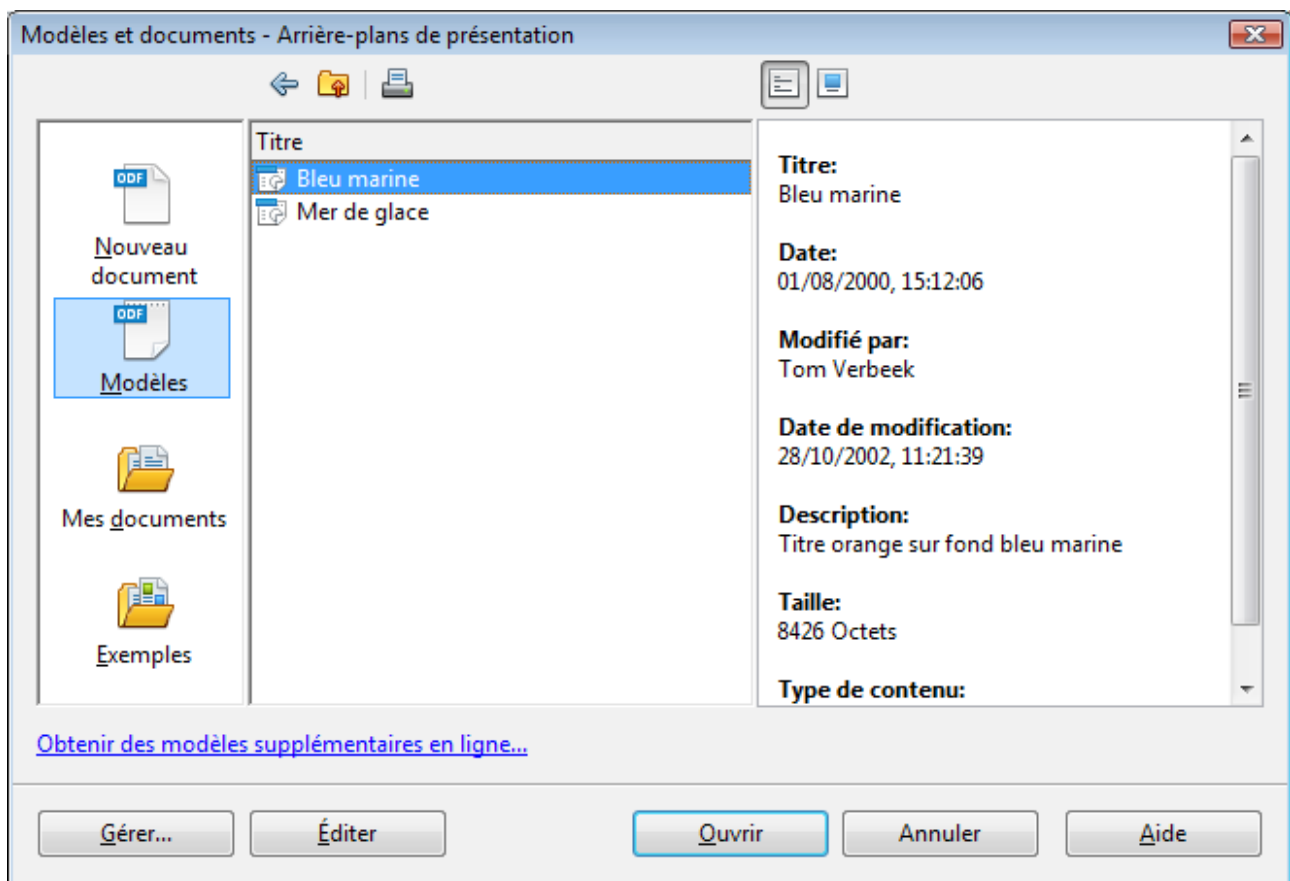 Modèles et documents - Arrière-plans de présentation
ODF
Nouveau
document
ODF
Modèles
Mes documents
Exemples
Titre
Bleu marine
Mer de glace
Titre:
Bleu marine
Date:
01/08/2000, 15:12:06
Modifié par:
Tom Verbeek
Date de modification:
28/10/2002, 11:21:39
Description:
Titre orange sur fond bleu marine
Taille:
8426 Octets
Type de contenu:
Obtenir des modèles supplémentaires en ligne...
Gérer...
Éditer
Ouvrir
Annuler
Aide